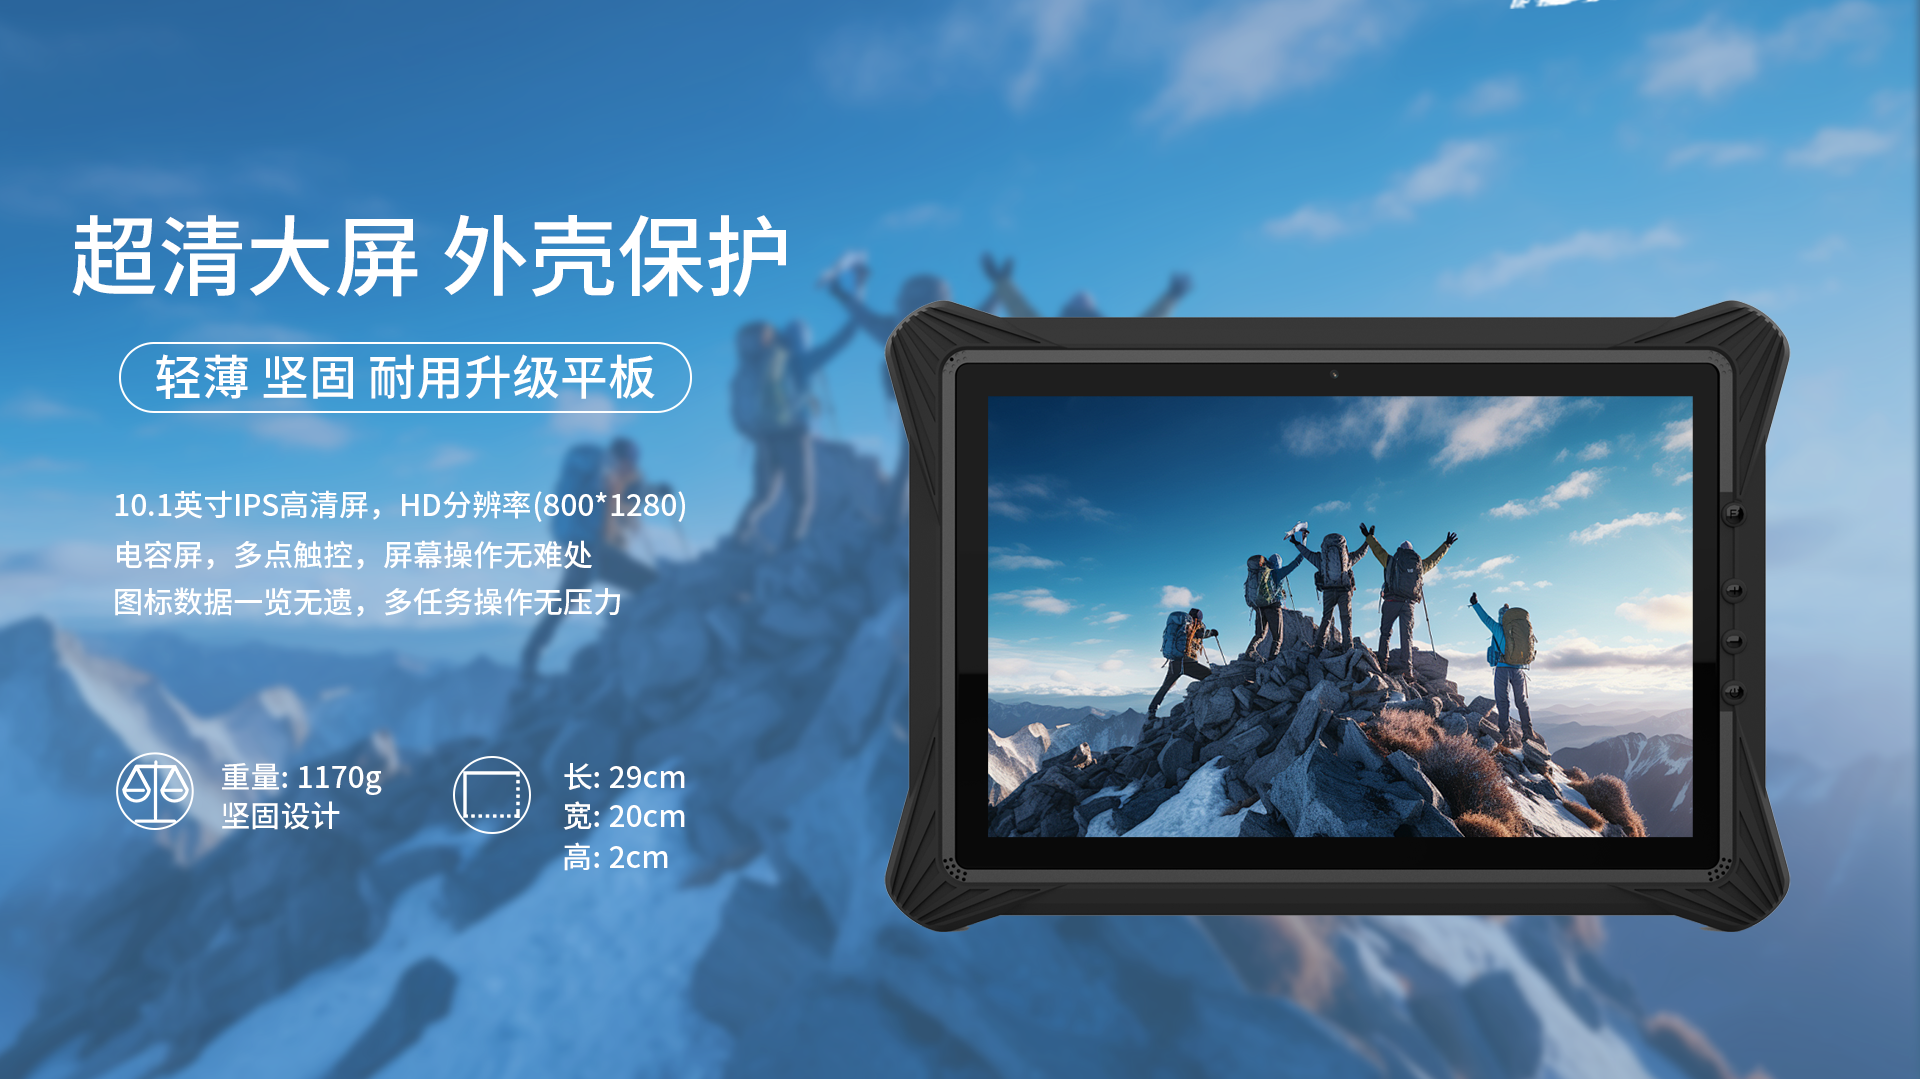 超清大屏 外壳保护
轻薄 坚固 耐用升级平板
10.1英寸IPS高清屏，HD分辨率(800*1280)
电容屏，多点触控，屏幕操作无难处
图标数据一览无遗，多任务操作无压力
重量: 1170g
坚固设计
长: 29cm
宽: 20cm
高: 2cm